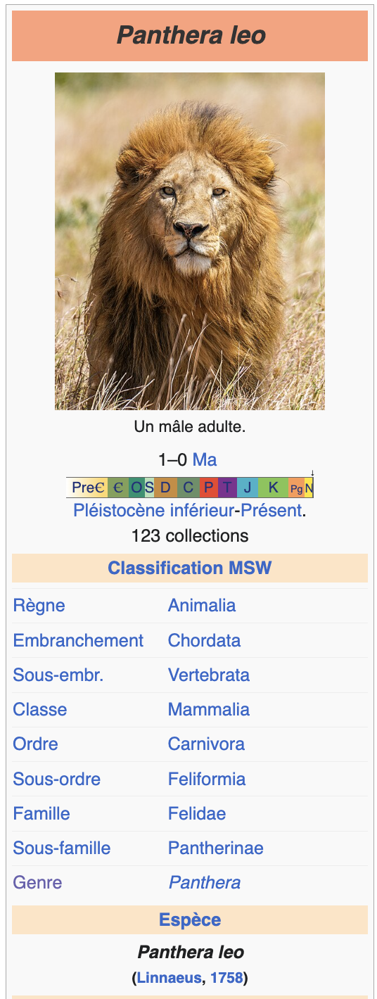 Panthera leo
Un mâle adulte.
1–0 Ma
↓
Pre Є Є O S D C P T J K Pg N
Pléistocène inférieur-Présent.
123 collections
Classification MSW
Règne Animalia
Embranchement Chordata
Sous-embr. Vertebrata
Classe Mammalia
Ordre Carnivora
Sous-ordre Feliformia
Famille Felidae
Sous-famille Pantherinae
Genre Panthera
Espèce
Panthera leo
(Linnaeus, 1758)